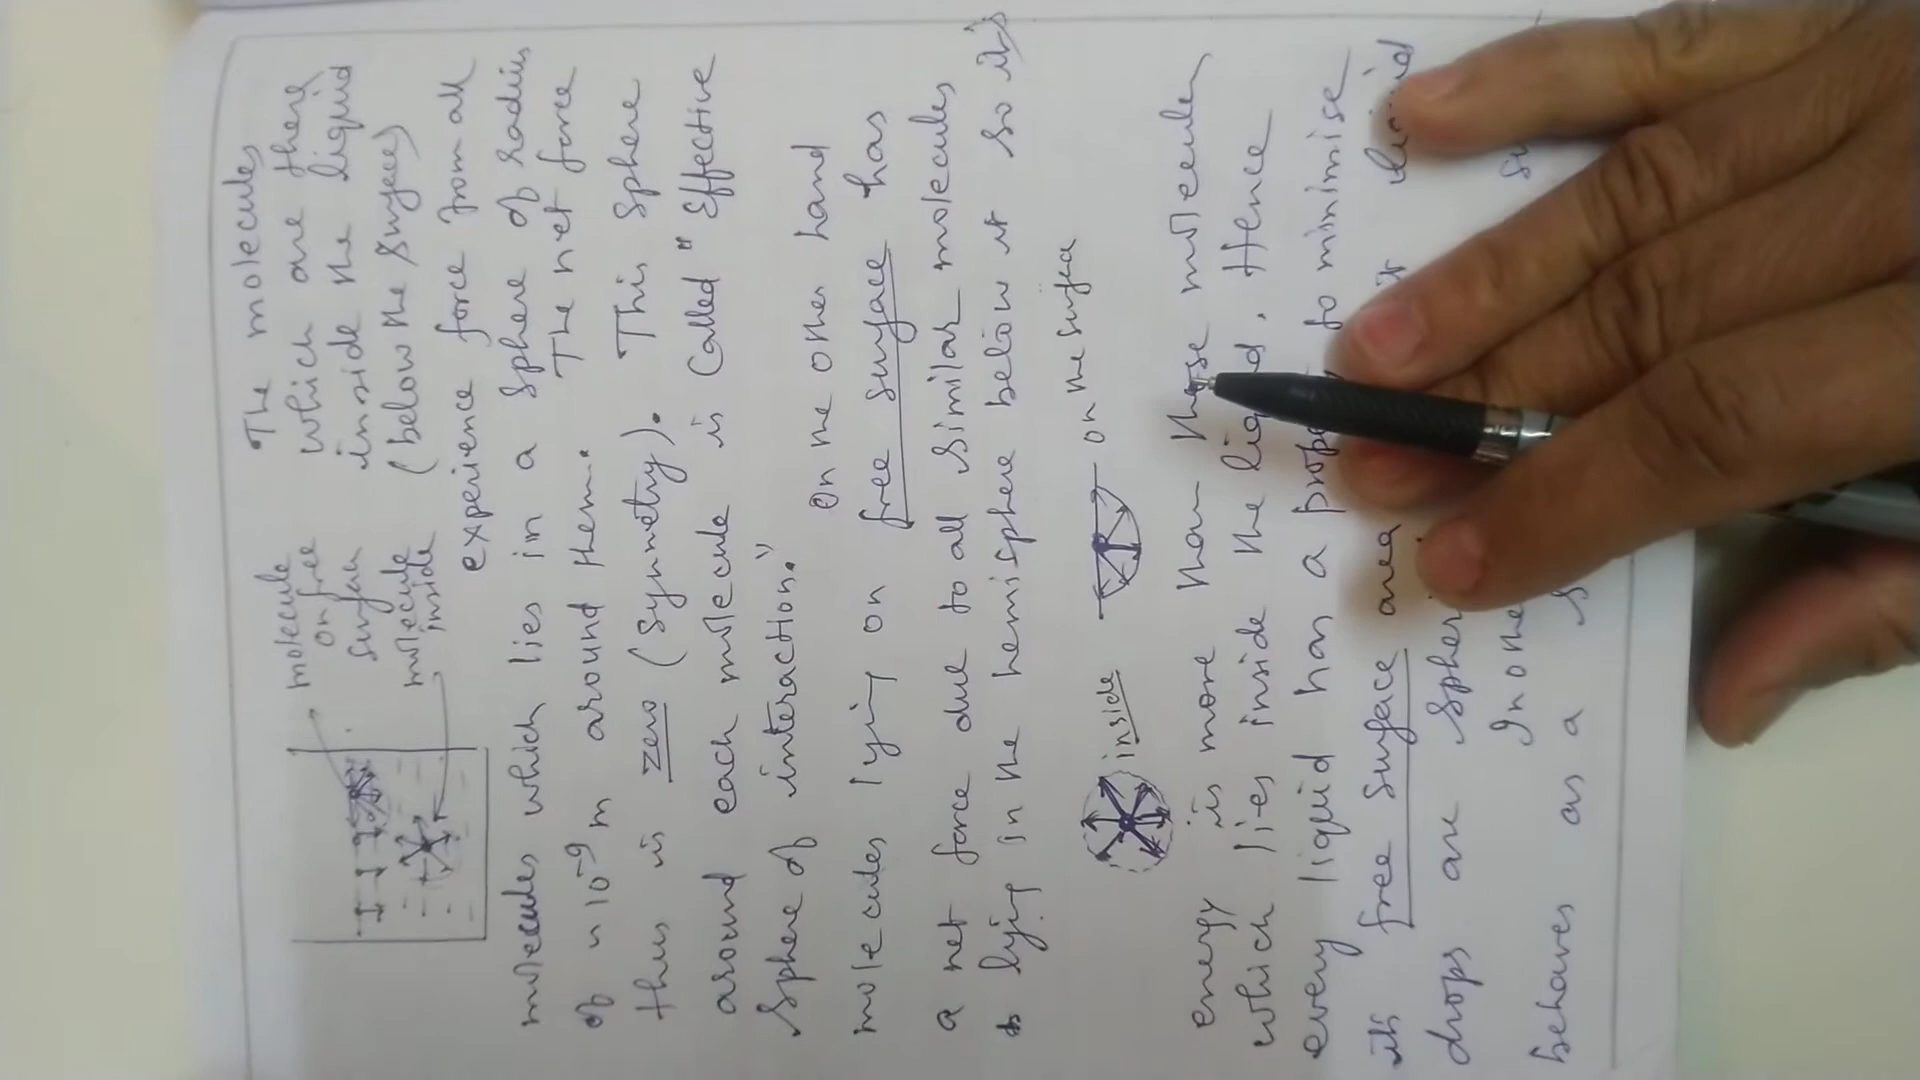 molecule
on free
surface
molecule
inside
The molecules
which are there
inside the liquid
(below the surface)
experience force from all
molecules which lies in a sphere of radius
of ~ 10⁻⁹ m around them. The net force
thus is zero (symmetry). This sphere
around each molecule is called " Effective
sphere of interaction."
On the other hand
molecules lying on free surface has
a net force due to all similar molecules
lying in the hemisphere below it so it's
inside
on the surface
energy is more than those molecules
which lies inside the liquid. Hence
every liquid has a to minimise
its free surface area
drops are
behaves as a